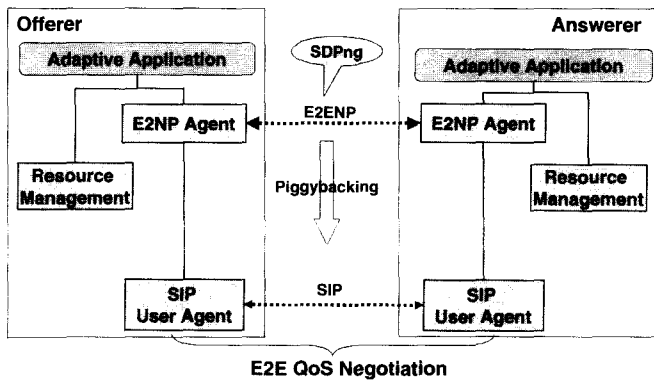 Offerer
Answerer
SDPng
Adaptive Application
Adaptive Application
E2ENP
E2NP Agent
E2NP Agent
Resource
Management
Piggybacking
Resource
Management
SIP
SIP
User Agent
SIP
User Agent
E2E QoS Negotiation